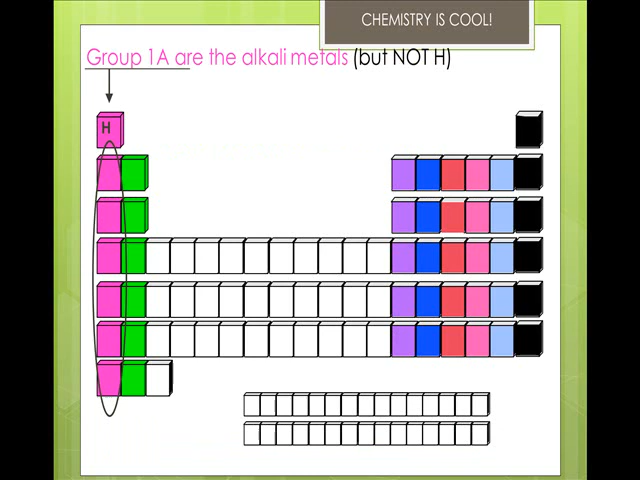 CHEMISTRY IS COOL!
Group 1A are the alkali metals (but NOT H)
H